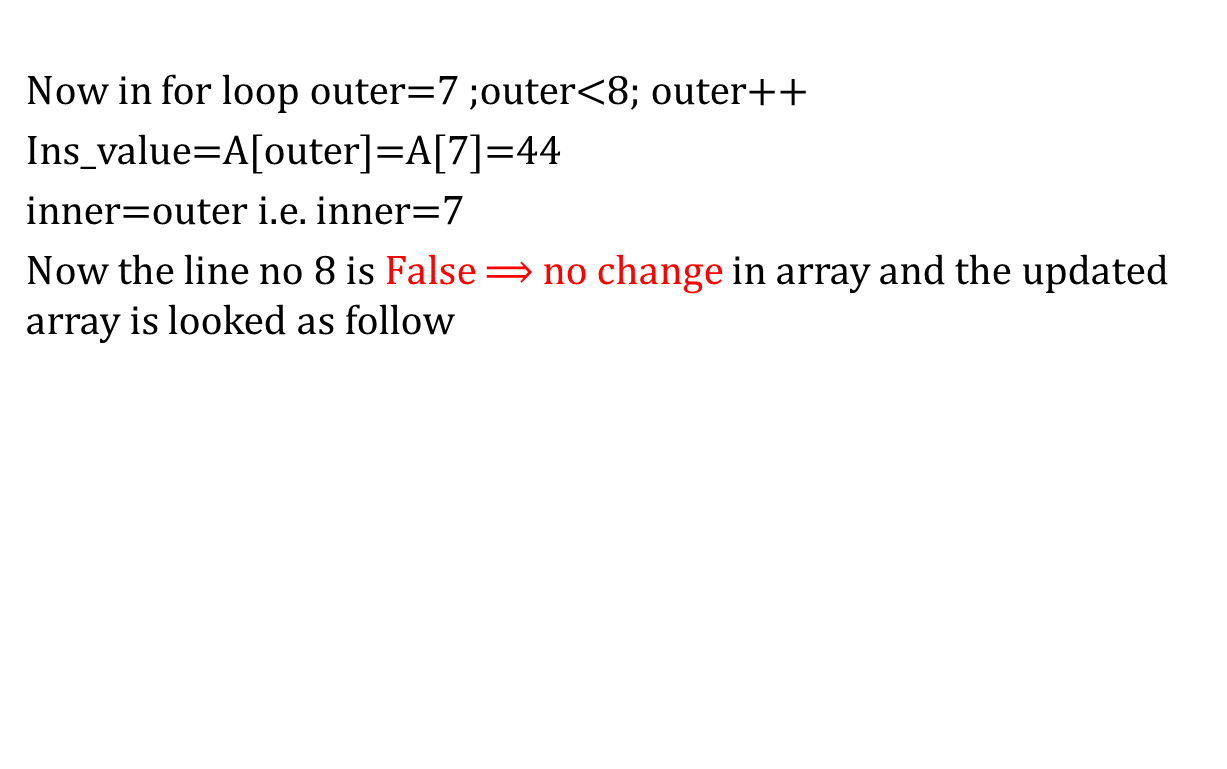 Now in for loop outer=7 ;outer<8; outer++
Ins_value=A[outer]=A[7]=44
inner=outer i.e. inner=7
Now the line no 8 is False ⟹ no change in array and the updated
array is looked as follow